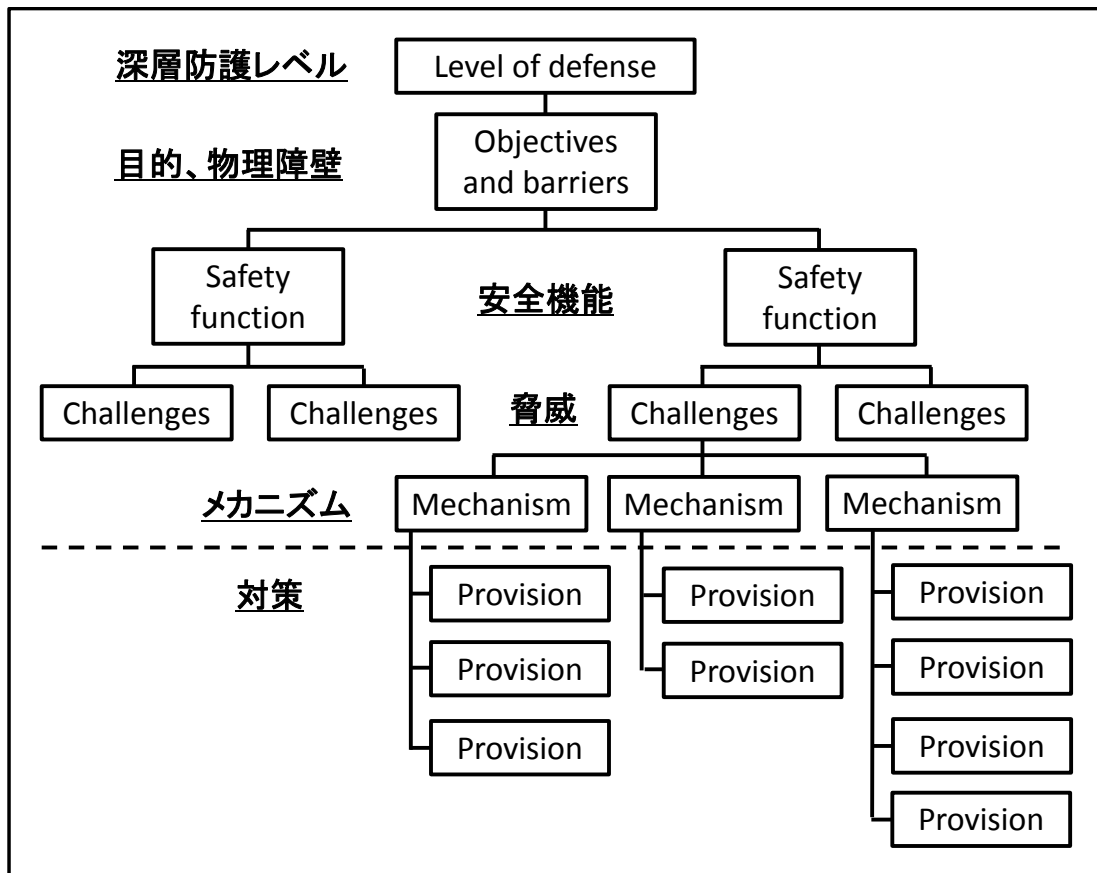 深層防護レベル
Level of defense
目的、物理障壁
Objectives
and barriers
Safety
function
安全機能
Safety
function
Challenges
Challenges
脅威
Challenges
Challenges
メカニズム
Mechanism
Mechanism
Mechanism
対策
Provision
Provision
Provision
Provision
Provision
Provision
Provision
Provision
Provision